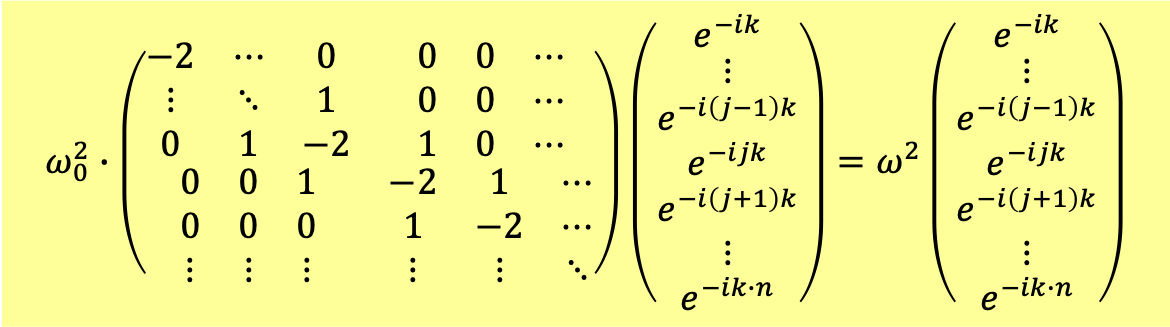 ω₀² · (−2 ⋯ 0 0 0 ⋯
⋮ ⋱ 1 0 0 ⋯
0 1 −2 1 0 ⋯
0 0 1 −2 1 ⋯
0 0 0 1 −2 ⋯
⋮ ⋮ ⋮ ⋮ ⋮ ⋱)
(e^{−ik}
⋮
e^{−i(j−1)k}
e^{−ijk}
e^{−i(j+1)k}
⋮
e^{−ik·n})
= ω²
(e^{−ik}
⋮
e^{−i(j−1)k}
e^{−ijk}
e^{−i(j+1)k}
⋮
e^{−ik·n})